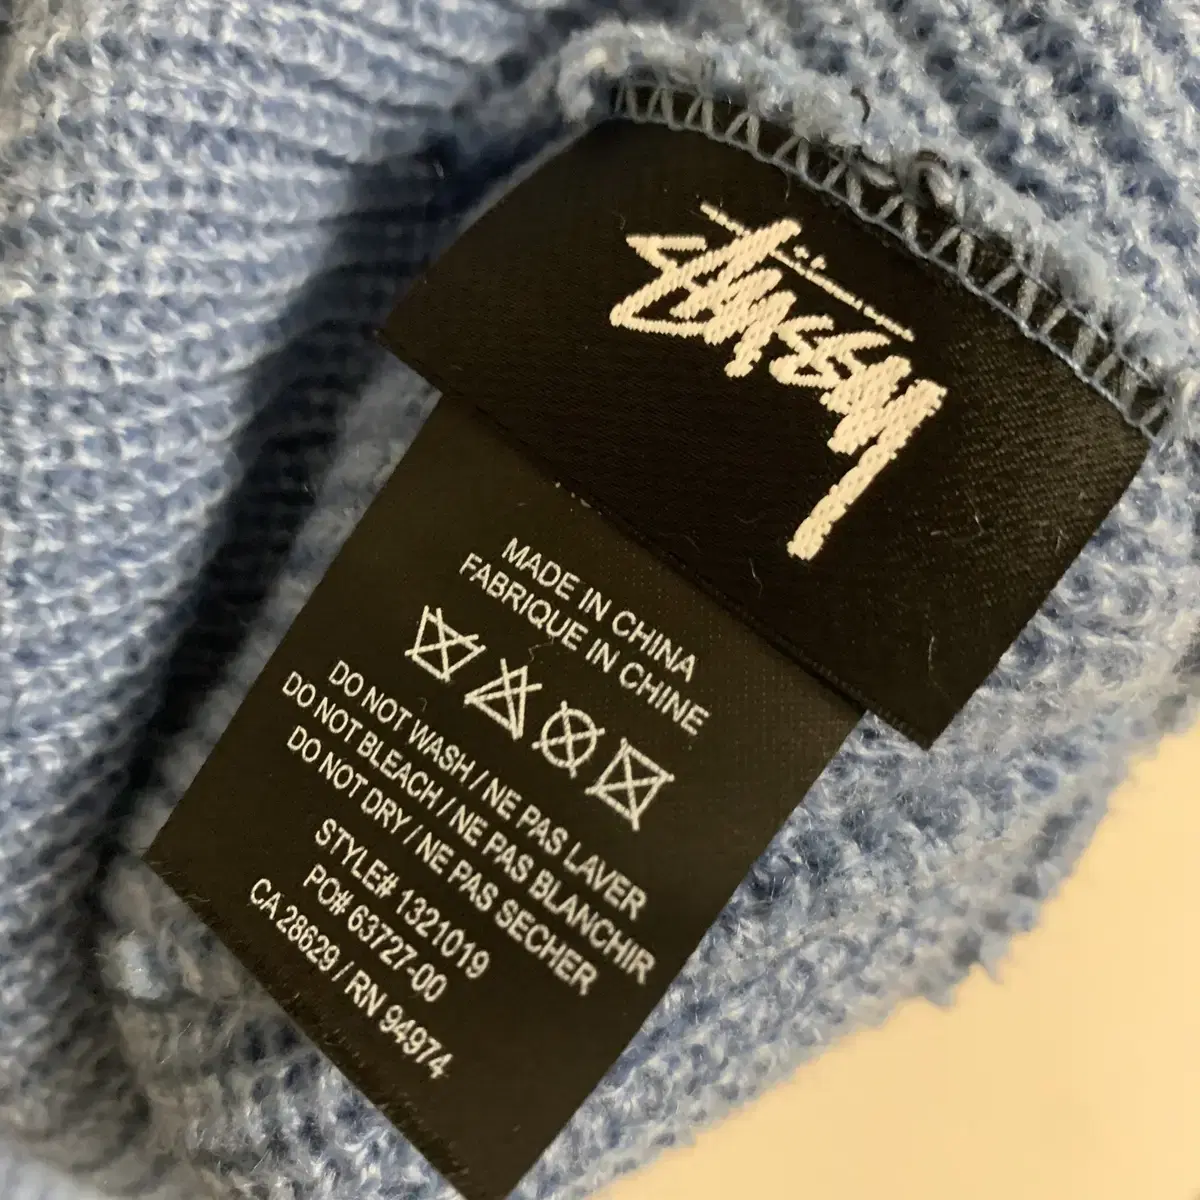 Stüssy
MADE IN CHINA
FABRIQUE IN CHINE
DO NOT WASH / NE PAS LAVER
DO NOT BLEACH / NE PAS BLANCHIR
DO NOT DRY / NE PAS SECHER
STYLE# 1321019
PO# 63727-00
CA 28629 / RN 94974